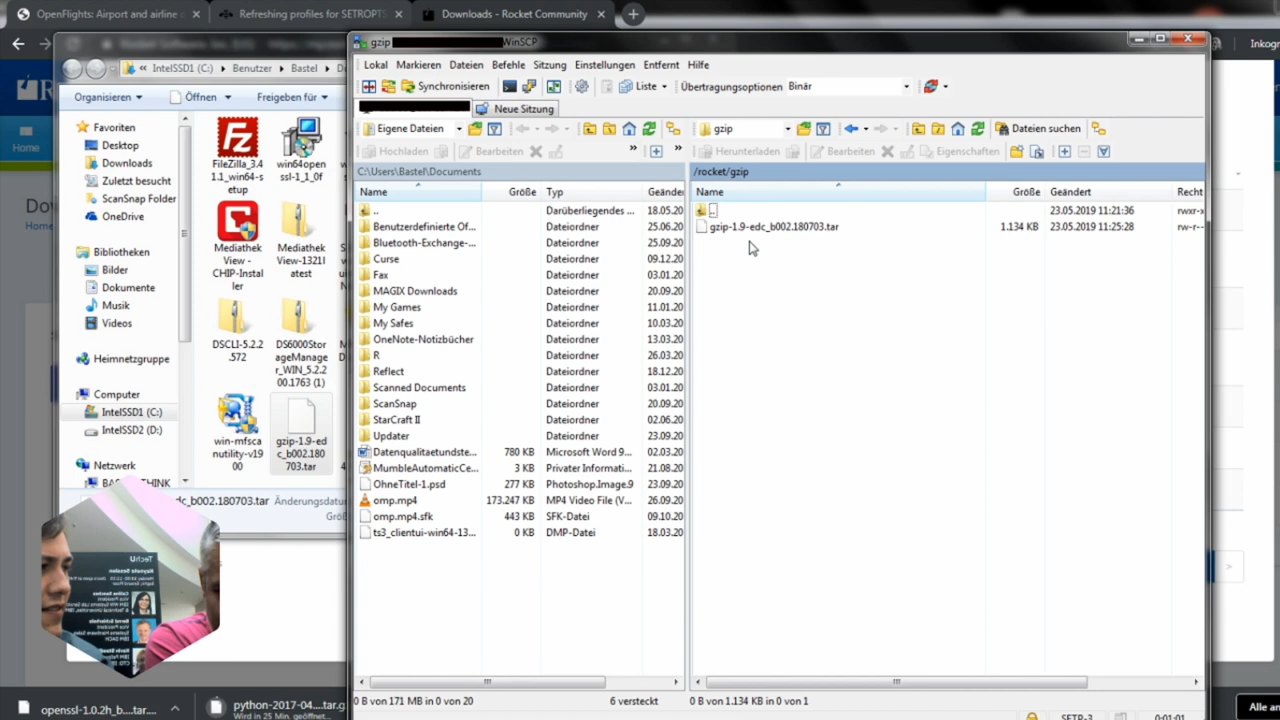 OpenFlights: Airport and airline
Refreshing profiles for SETROPTS
Downloads - Rocket Community
Inkog
gzip
WinSCP
IntelSSD1 (C:)
Benutzer
Bastel
Lokal Markieren Dateien Befehle Sitzung Einstellungen Entfernt Hilfe
Organisieren
Öffnen
Freigeben für
Synchronisieren
Liste
Übertragungsoptionen Binär
Neue Sitzung
Home
Favoriten
Desktop
Downloads
Zuletzt besucht
ScanSnap Folder
OneDrive
Bibliotheken
Bilder
Dokumente
Musik
Videos
Heimnetzgruppe
Computer
IntelSSD1 (C:)
IntelSSD2 (D:)
Netzwerk
FileZilla_3.4
1.1_win64-s
etup
win64open
ssl-1_1_0f
Mediathek
View -
CHIP-Instal
ler
Mediathek
View-1321l
atest
DSCLI-5.2.2
.572
DS6000Stor
ageManage
r_WIN_5.2.2
00.1763 (1)
win-mfsca
nutility-v19
00
gzip-1.9-ed
c_b002.180
703.tar
dc_b002.180703.tar
Änderungsdatu
Eigene Dateien
Hochladen
Bearbeiten
C:\Users\Bastel\Documents
Name Größe Typ Geänder
.. Darüberliegendes ... 18.05.20
Benutzerdefinierte Of... Dateiordner 25.06.20
Bluetooth-Exchange-... Dateiordner 25.09.20
Curse Dateiordner 09.12.20
Fax Dateiordner 03.01.20
MAGIX Downloads Dateiordner 20.09.20
My Games Dateiordner 11.01.20
My Safes Dateiordner 10.03.20
OneNote-Notizbücher Dateiordner 13.03.20
R Dateiordner 26.03.20
Reflect Dateiordner 18.12.20
Scanned Documents Dateiordner 03.01.20
ScanSnap Dateiordner 20.09.20
StarCraft II Dateiordner 02.06.20
Updater Dateiordner 23.09.20
Datenqualitaetundste... 780 KB Microsoft Word 9... 02.03.20
MumbleAutomaticCe... 3 KB Privater Informati... 21.08.20
OhneTitel-1.psd 277 KB Photoshop.Image.9 23.09.20
omp.mp4 173.247 KB MP4 Video File (V... 26.09.20
omp.mp4.sfk 443 KB SFK-Datei 09.10.20
ts3_clientui-win64-13... 0 KB DMP-Datei 18.03.20
0 B von 171 MB in 0 von 20
6 versteckt
gzip
Dateien suchen
Herunterladen
Bearbeiten
Eigenschaften
/rocket/gzip
Name Größe Geändert Recht
.. 23.05.2019 11:21:36 rwxr-x
gzip-1.9-edc_b002.180703.tar 1.134 KB 23.05.2019 11:25:28 rw-r--
0 B von 1.134 KB in 0 von 1
SFTP-3
0:01:01
openssl-1.0.2h_b....tar....
python-2017-04....tar.g
Wird in 25 Min. geöffnet...
Alle an
TechU
Keynote Session